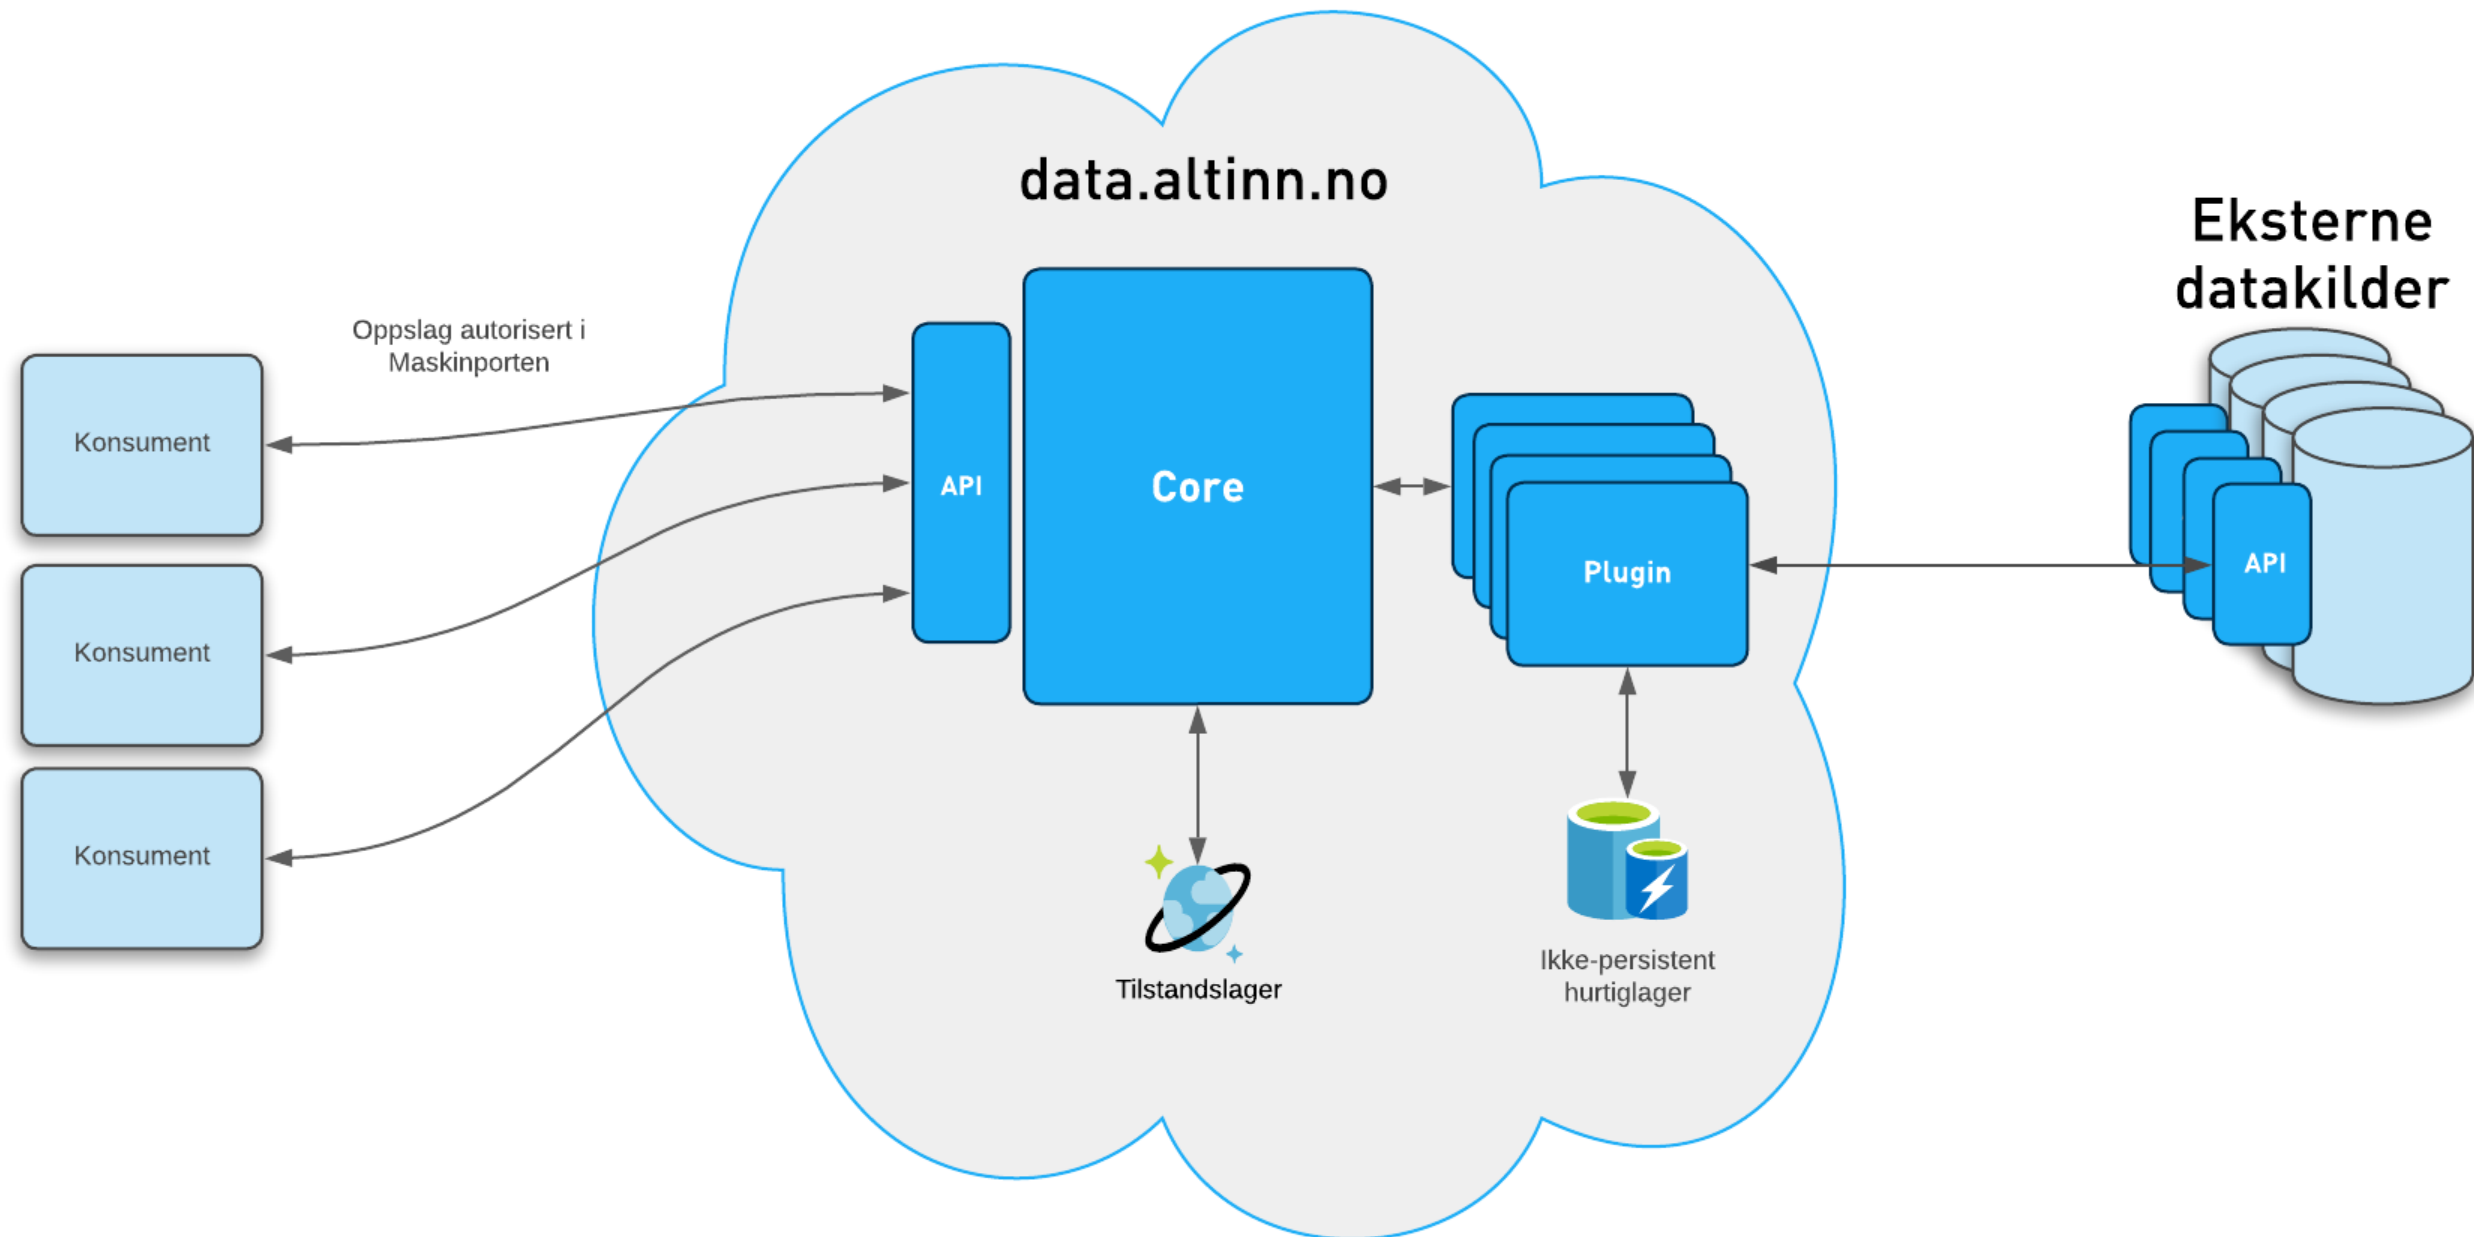 data.altinn.no
Eksterne
datakilder
Oppslag autorisert i
Maskinporten
Konsument
Konsument
Konsument
API
Core
Plugin
API
Tilstandslager
Ikke-persistent
hurtiglager